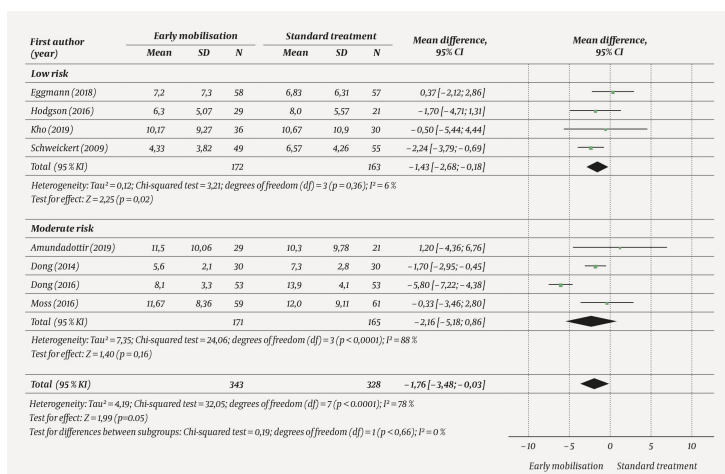 First author (year) Early mobilisation Standard treatment Mean difference, 95% CI Mean difference, 95% CI
Mean SD N Mean SD N
Low risk
Eggmann (2018) 7,2 7,3 58 6,83 6,31 57 0,37 [−2,12; 2,86]
Hodgson (2016) 6,3 5,07 29 8,0 5,57 21 −1,70 [−4,71; 1,31]
Kho (2019) 10,17 9,27 36 10,67 10,9 30 −0,50 [−5,44; 4,44]
Schweickert (2009) 4,33 3,82 49 6,57 4,26 55 −2,24 [−3,79; −0,69]
Total (95 % KI) 172 163 −1,43 [−2,68; −0,18]
Heterogeneity: Tau² = 0,12; Chi-squared test = 3,21; degrees of freedom (df) = 3 (p = 0,36); I² = 6 %
Test for effect: Z = 2,25 (p = 0,02)
Moderate risk
Amundadottir (2019) 11,5 10,06 29 10,3 9,78 21 1,20 [−4,36; 6,76]
Dong (2014) 5,6 2,1 30 7,3 2,8 30 −1,70 [−2,95; −0,45]
Dong (2016) 8,1 3,3 53 13,9 4,1 53 −5,80 [−7,22; −4,38]
Moss (2016) 11,67 8,36 59 12,0 9,11 61 −0,33 [−3,46; 2,80]
Total (95 % KI) 171 165 −2,16 [−5,18; 0,86]
Heterogeneity: Tau² = 7,35; Chi-squared test = 24,06; degrees of freedom (df) = 3 (p < 0,0001); I² = 88 %
Test for effect: Z = 1,40 (p = 0,16)
Total (95 % KI) 343 328 −1,76 [−3,48; −0,03]
Heterogeneity: Tau² = 4,19; Chi-squared test = 32,05; degrees of freedom (df) = 7 (p < 0.0001); I² = 78 %
Test for effect: Z = 1,99 (p=0.05)
Test for differences between subgroups: Chi-squared test = 0,19; degrees of freedom (df) = 1 (p < 0,66); I² = 0 %
−10 −5 0 5 10
Early mobilisation Standard treatment